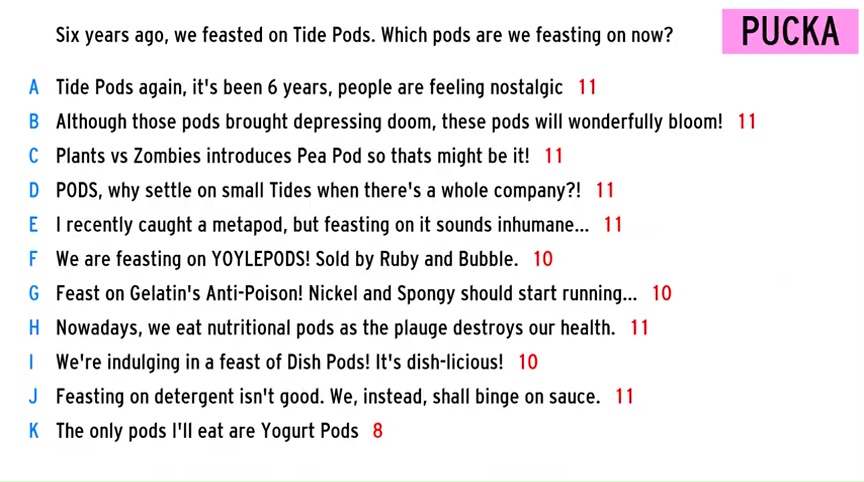 Six years ago, we feasted on Tide Pods. Which pods are we feasting on now?
PUCKA
A Tide Pods again, it's been 6 years, people are feeling nostalgic 11
B Although those pods brought depressing doom, these pods will wonderfully bloom! 11
C Plants vs Zombies introduces Pea Pod so thats might be it! 11
D PODS, why settle on small Tides when there's a whole company?! 11
E I recently caught a metapod, but feasting on it sounds inhumane... 11
F We are feasting on YOYLEPODS! Sold by Ruby and Bubble. 10
G Feast on Gelatin's Anti-Poison! Nickel and Spongy should start running... 10
H Nowadays, we eat nutritional pods as the plauge destroys our health. 11
I We're indulging in a feast of Dish Pods! It's dish-licious! 10
J Feasting on detergent isn't good. We, instead, shall binge on sauce. 11
K The only pods I'll eat are Yogurt Pods 8